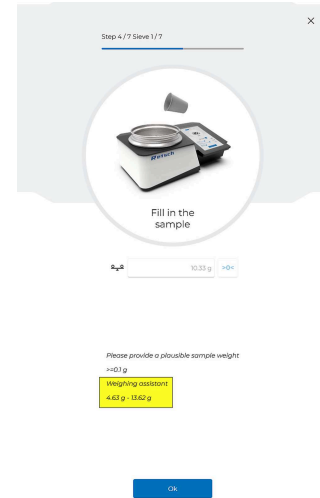 Step 4 / 7 Sieve 1 / 7
Retsch
Fill in the
sample
10.33 g >0<
Please provide a plausible sample weight
>=0.1 g
Weighing assistant
4.63 g - 13.62 g
Ok